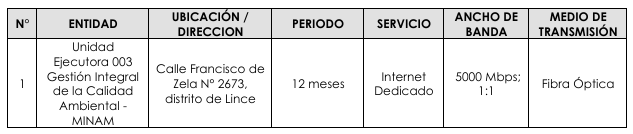 N° ENTIDAD UBICACIÓN / DIRECCION PERIODO SERVICIO ANCHO DE BANDA MEDIO DE TRANSMISIÓN
1
Unidad
Ejecutora 003
Gestión Integral
de la Calidad
Ambiental -
MINAM
Calle Francisco de
Zela N° 2673,
distrito de Lince
12 meses
Internet
Dedicado
5000 Mbps;
1:1
Fibra Óptica